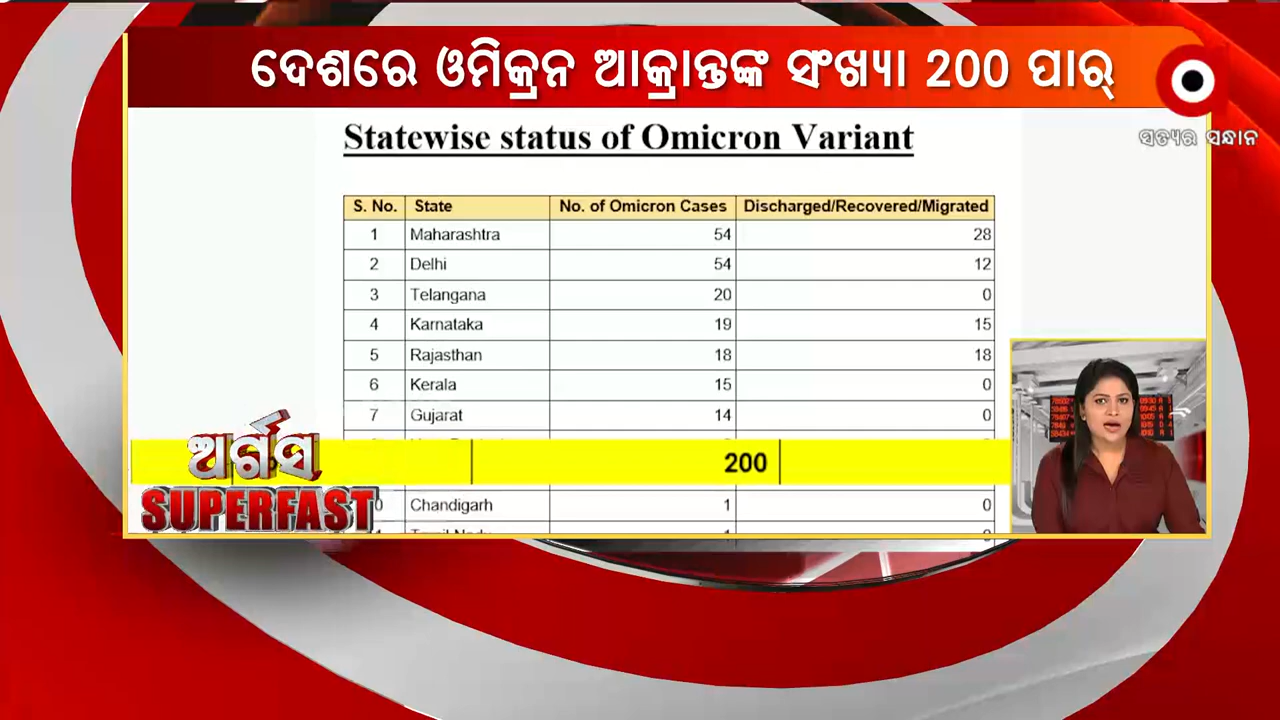 ଦେଶରେ ଓମିକ୍ରନ ଆକ୍ରାନ୍ତଙ୍କ ସଂଖ୍ୟା 200 ପାର୍
ସତ୍ୟର ସନ୍ଧାନ
Statewise status of Omicron Variant
S. No. State No. of Omicron Cases Discharged/Recovered/Migrated
1 Maharashtra 54 28
2 Delhi 54 12
3 Telangana 20 0
4 Karnataka 19 15
5 Rajasthan 18 18
6 Kerala 15 0
7 Gujarat 14 0
ଅର୍ଗସ 200
SUPERFAST
Chandigarh 1 0